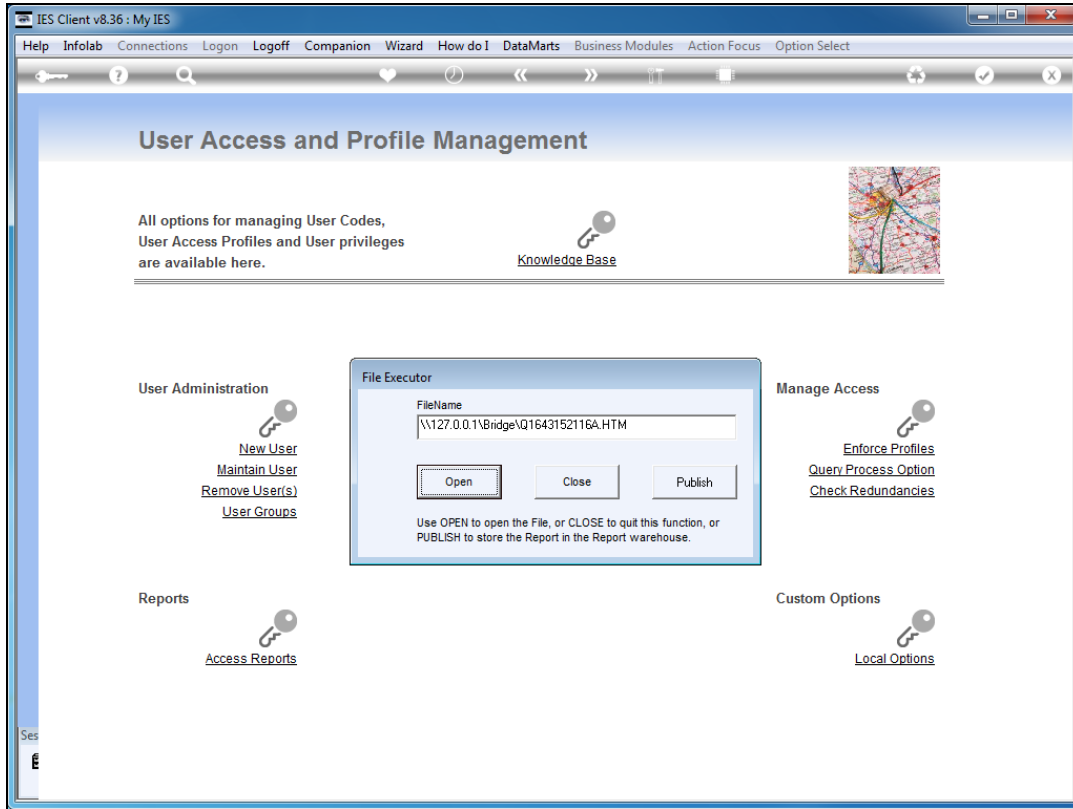 IES Client v8.36 : My IES
Help Infolab Connections Logon Logoff Companion Wizard How do I DataMarts Business Modules Action Focus Option Select
User Access and Profile Management
All options for managing User Codes,
User Access Profiles and User privileges
are available here.
Knowledge Base
User Administration
New User
Maintain User
Remove User(s)
User Groups
File Executor
FileName
\\127.0.0.1\Bridge\Q1643152116A.HTM
Open Close Publish
Use OPEN to open the File, or CLOSE to quit this function, or
PUBLISH to store the Report in the Report warehouse.
Manage Access
Enforce Profiles
Query Process Option
Check Redundancies
Reports
Access Reports
Custom Options
Local Options
Ses